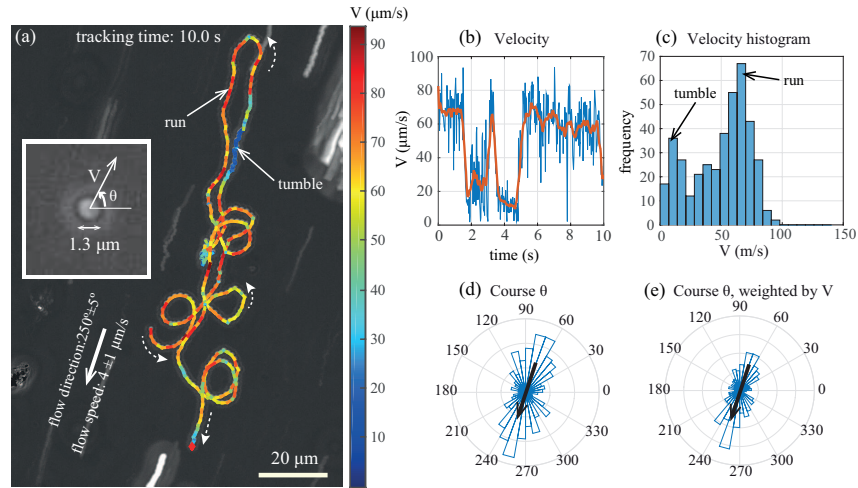 (a)
tracking time: 10.0 s
run
tumble
V
θ
1.3 μm
flow direction:250º±5º
flow speed: 4 ±1 μm/s
20 μm
V (μm/s)
90
80
70
60
50
40
30
20
10
(b) Velocity
100
80
60
40
20
0
V (μm/s)
0 2 4 6 8 10
time (s)
(c) Velocity histogram
70
60
50
40
30
20
10
0
frequency
tumble
run
0 50 100 150
V (m/s)
(d) Course θ
90
120 60
150 30
180 0
210 330
240 300
270
(e) Course θ, weighted by V
90
120 60
150 30
180 0
210 330
240 300
270